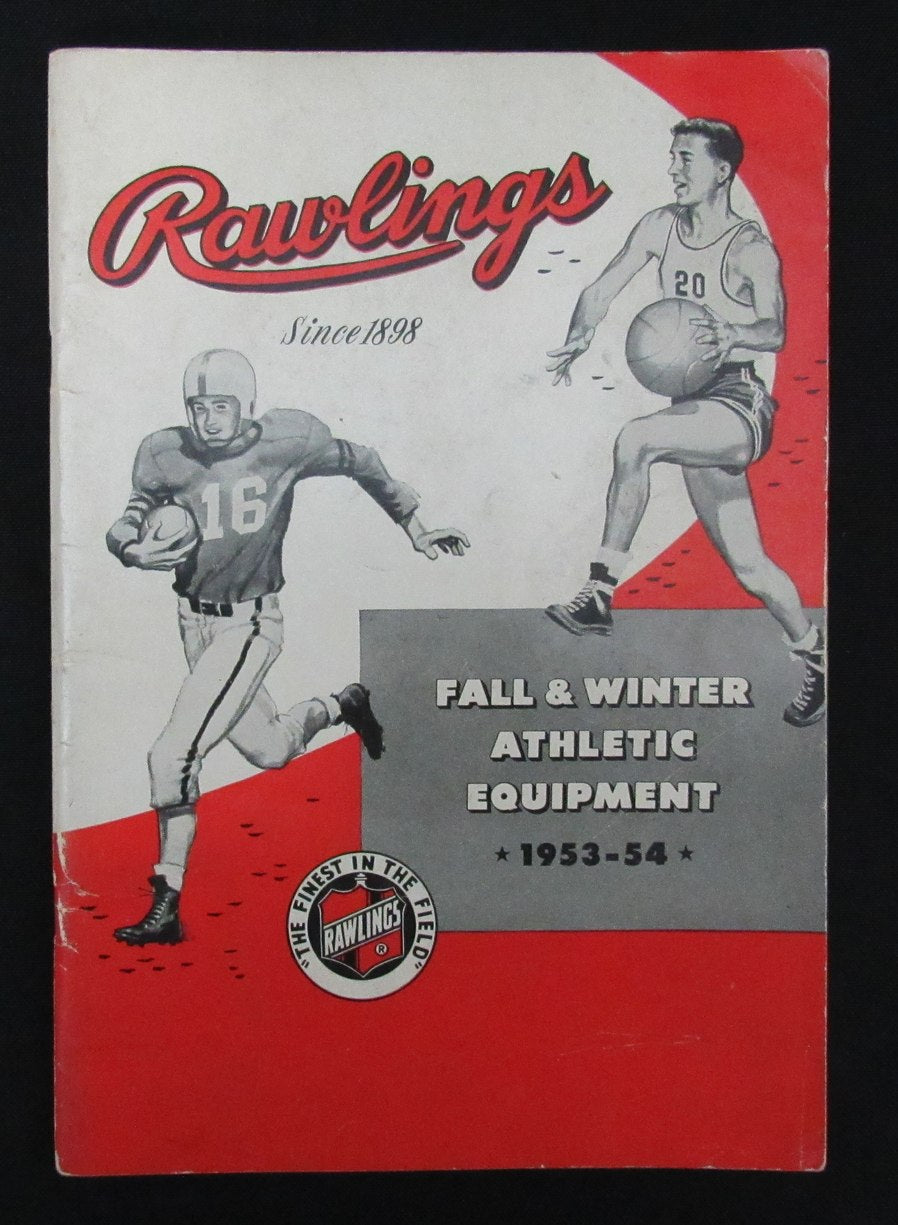 Rawlings
Since 1898
20
16
FALL & WINTER
ATHLETIC
EQUIPMENT
★ 1953-54 ★
"THE FINEST IN THE FIELD"
RAWLINGS
®